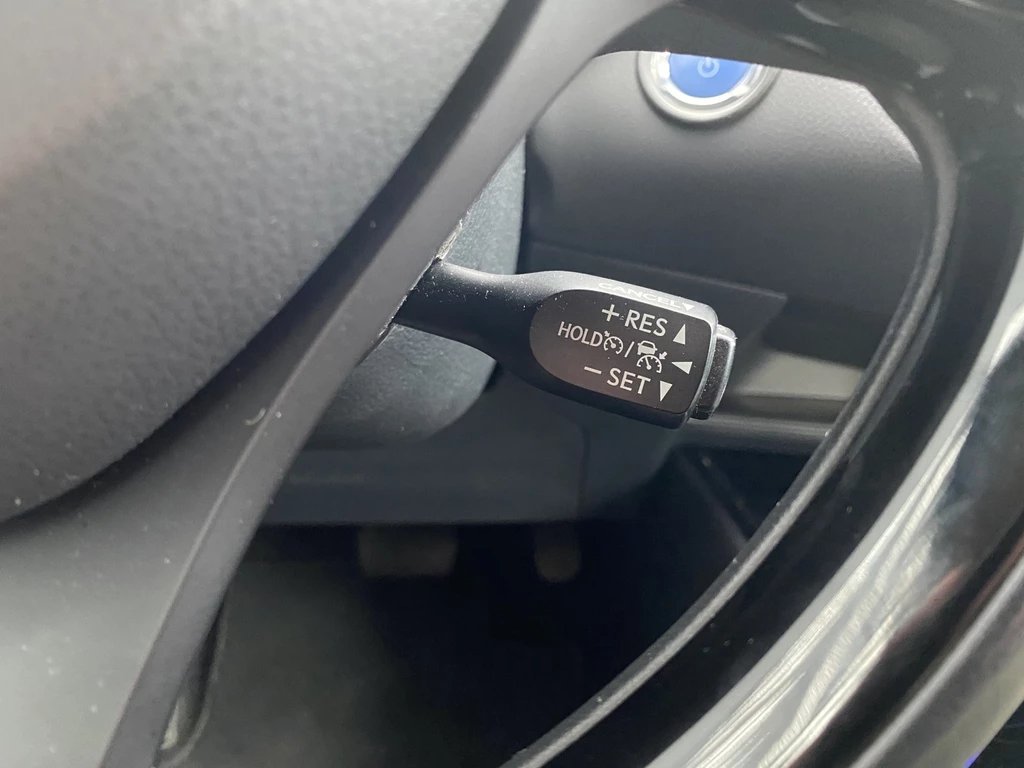 CANCEL
+ RES
HOLD /
− SET